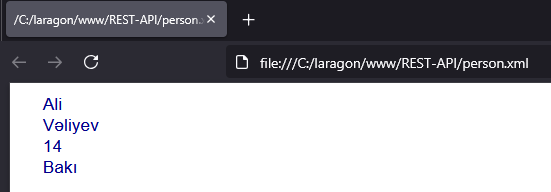 /C:/laragon/www/REST-API/person.
file:///C:/laragon/www/REST-API/person.xml
Ali
Vəliyev
14
Bakı